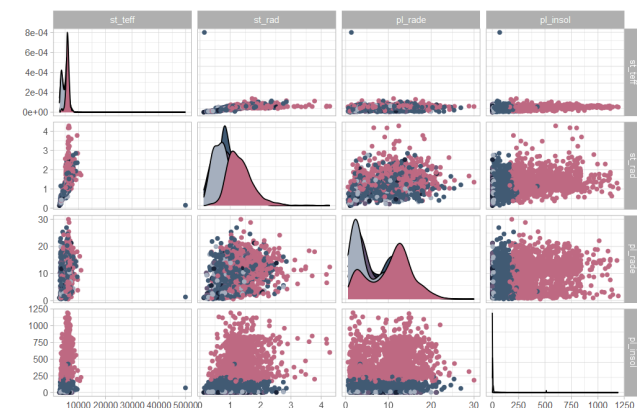 st_teff st_rad pl_rade pl_insol
8e-04
6e-04
4e-04
2e-04
0e+00
st_teff
4
3
2
1
0
st_rad
30
20
10
0
pl_rade
1250
1000
750
500
250
0
pl_insol
10000 20000 30000 40000 50000 1 2 3 4 0 10 20 30 0 250 500 750 1000 1250